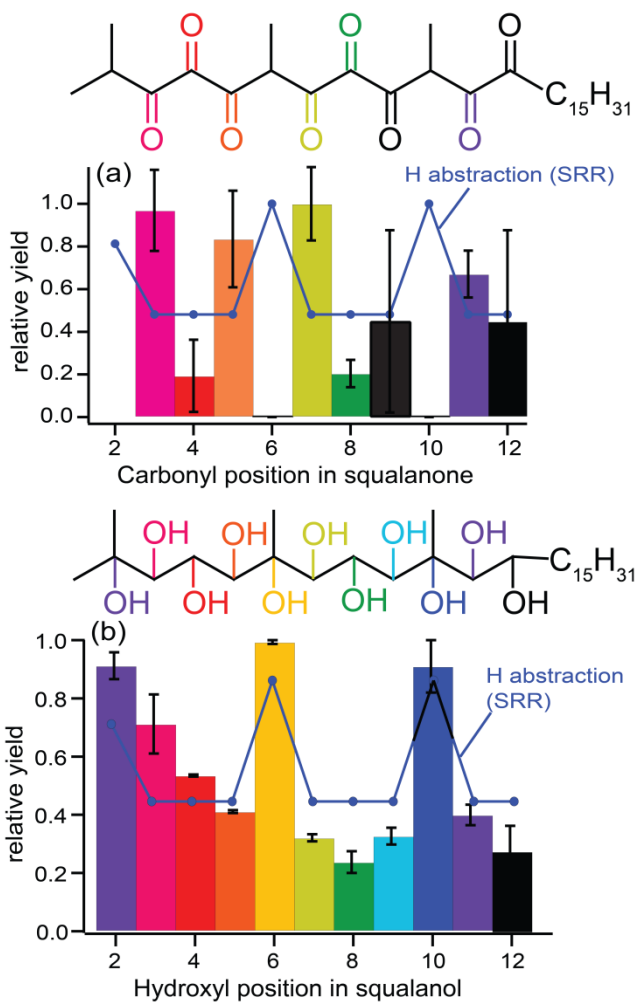 O O O
C₁₅H₃₁
O O O O O
(a)
H abstraction (SRR)
relative yield
1.0
0.8
0.6
0.4
0.2
0.0
2 4 6 8 10 12
Carbonyl position in squalanone
OH OH OH OH OH
C₁₅H₃₁
OH OH OH OH OH OH
(b)
H abstraction
(SRR)
relative yield
1.0
0.8
0.6
0.4
0.2
0.0
2 4 6 8 10 12
Hydroxyl position in squalanol